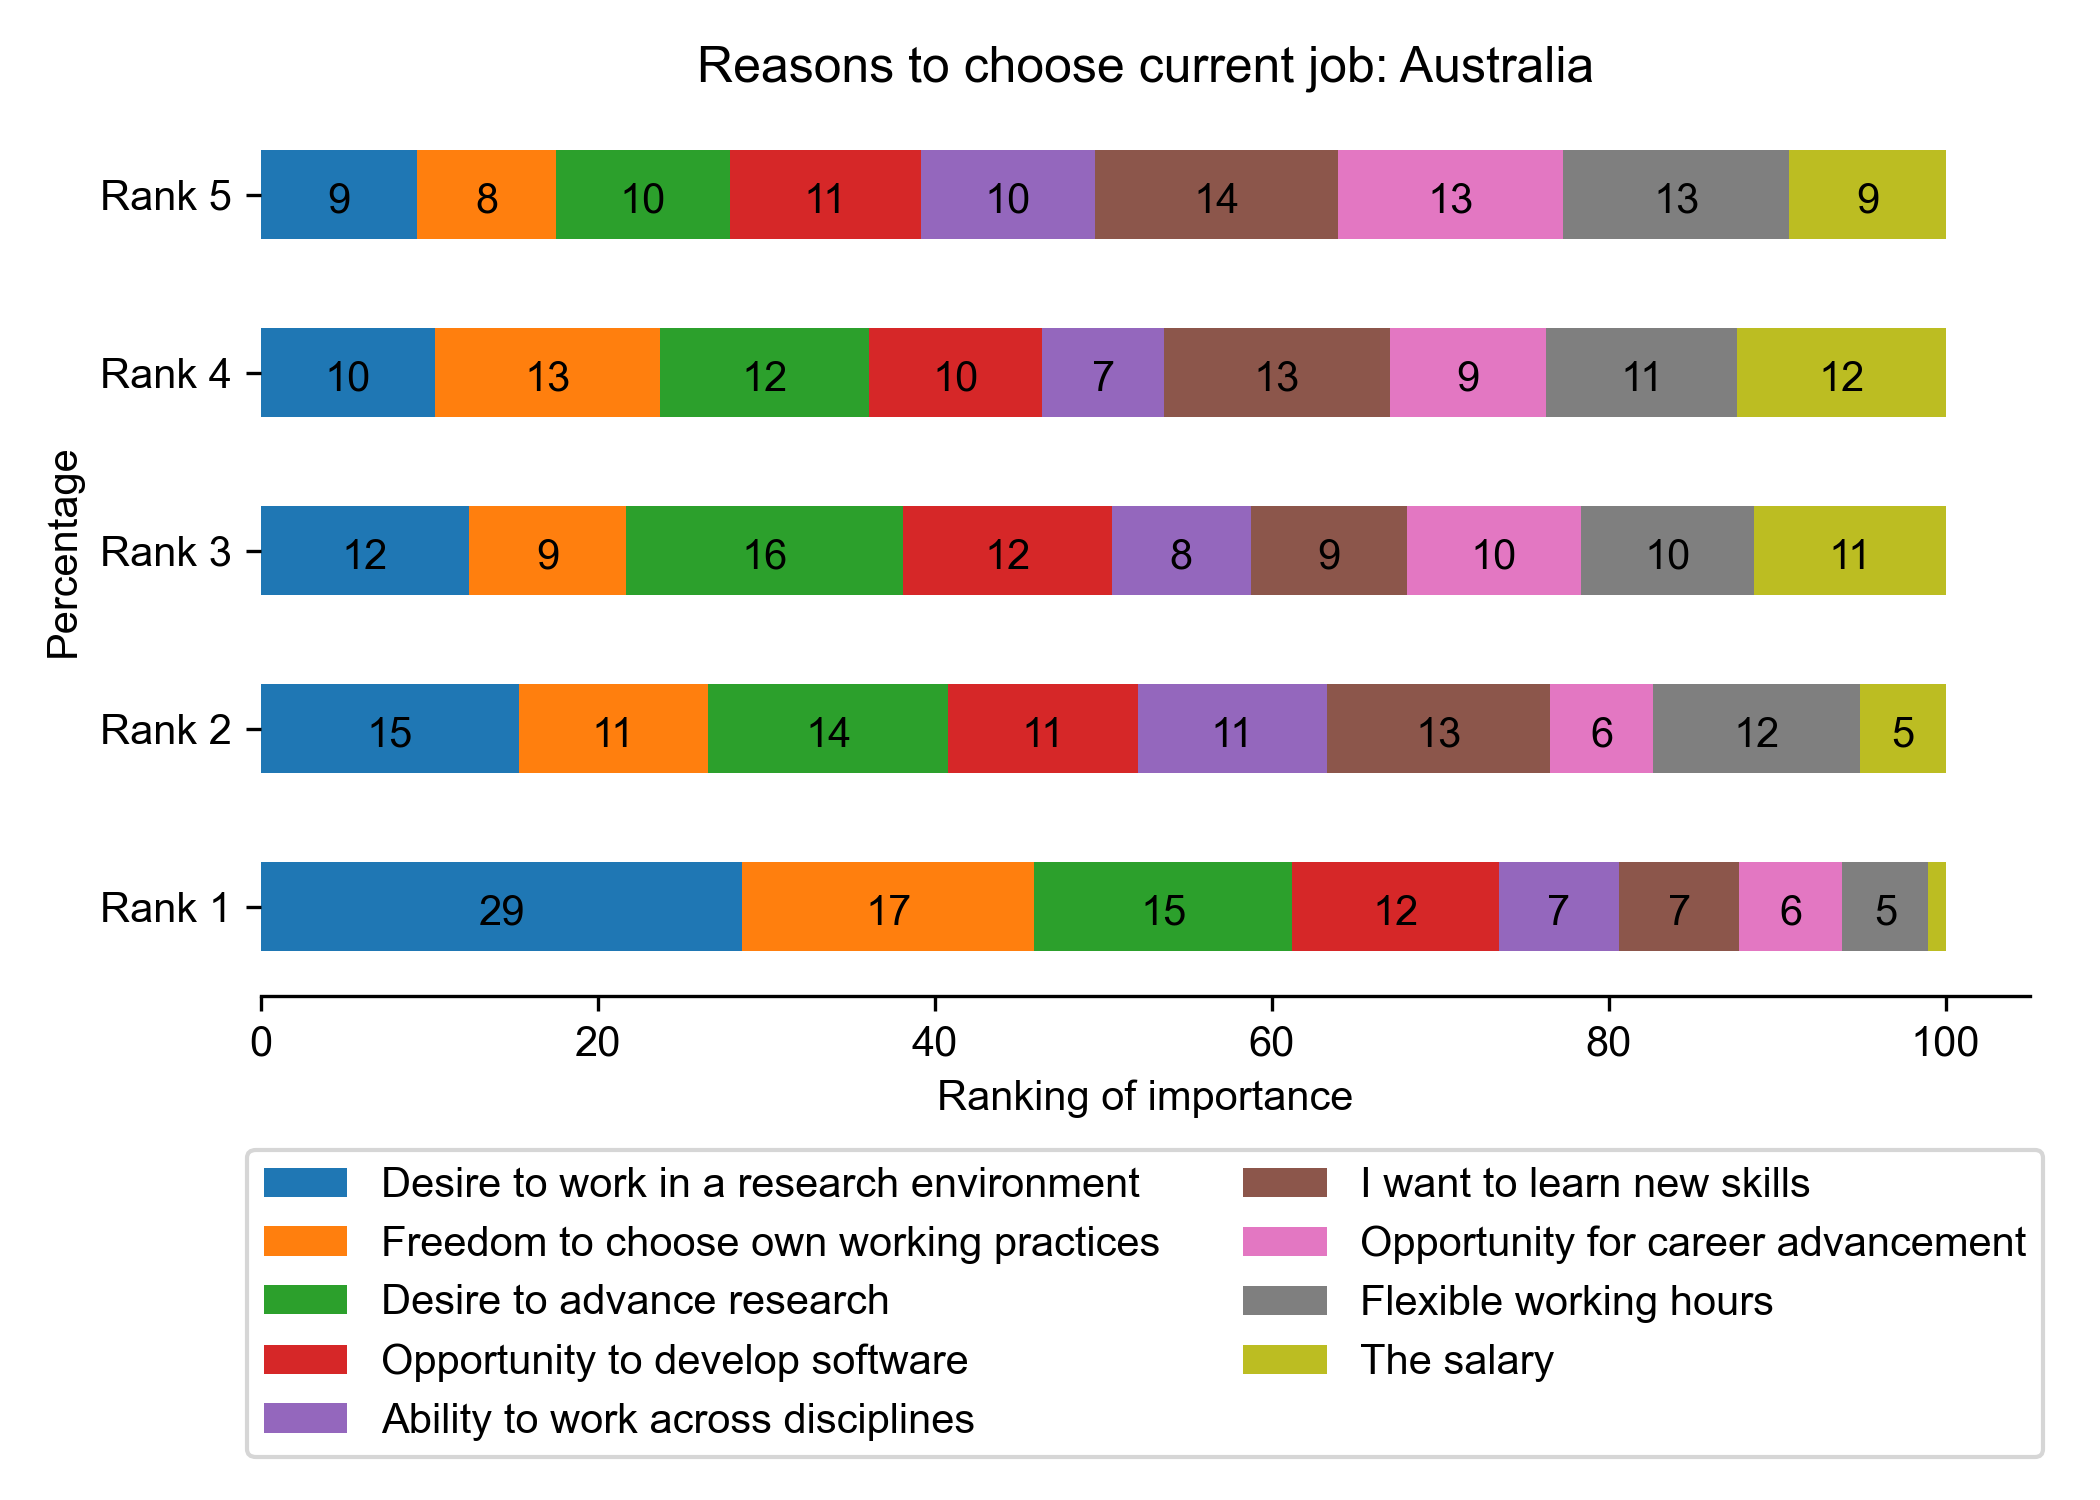 Reasons to choose current job: Australia
Rank 5
9 8 10 11 10 14 13 13 9
Rank 4
10 13 12 10 7 13 9 11 12
Rank 3
12 9 16 12 8 9 10 10 11
Rank 2
15 11 14 11 11 13 6 12 5
Rank 1
29 17 15 12 7 7 6 5
Percentage
0 20 40 60 80 100
Ranking of importance
Desire to work in a research environment
Freedom to choose own working practices
Desire to advance research
Opportunity to develop software
Ability to work across disciplines
I want to learn new skills
Opportunity for career advancement
Flexible working hours
The salary